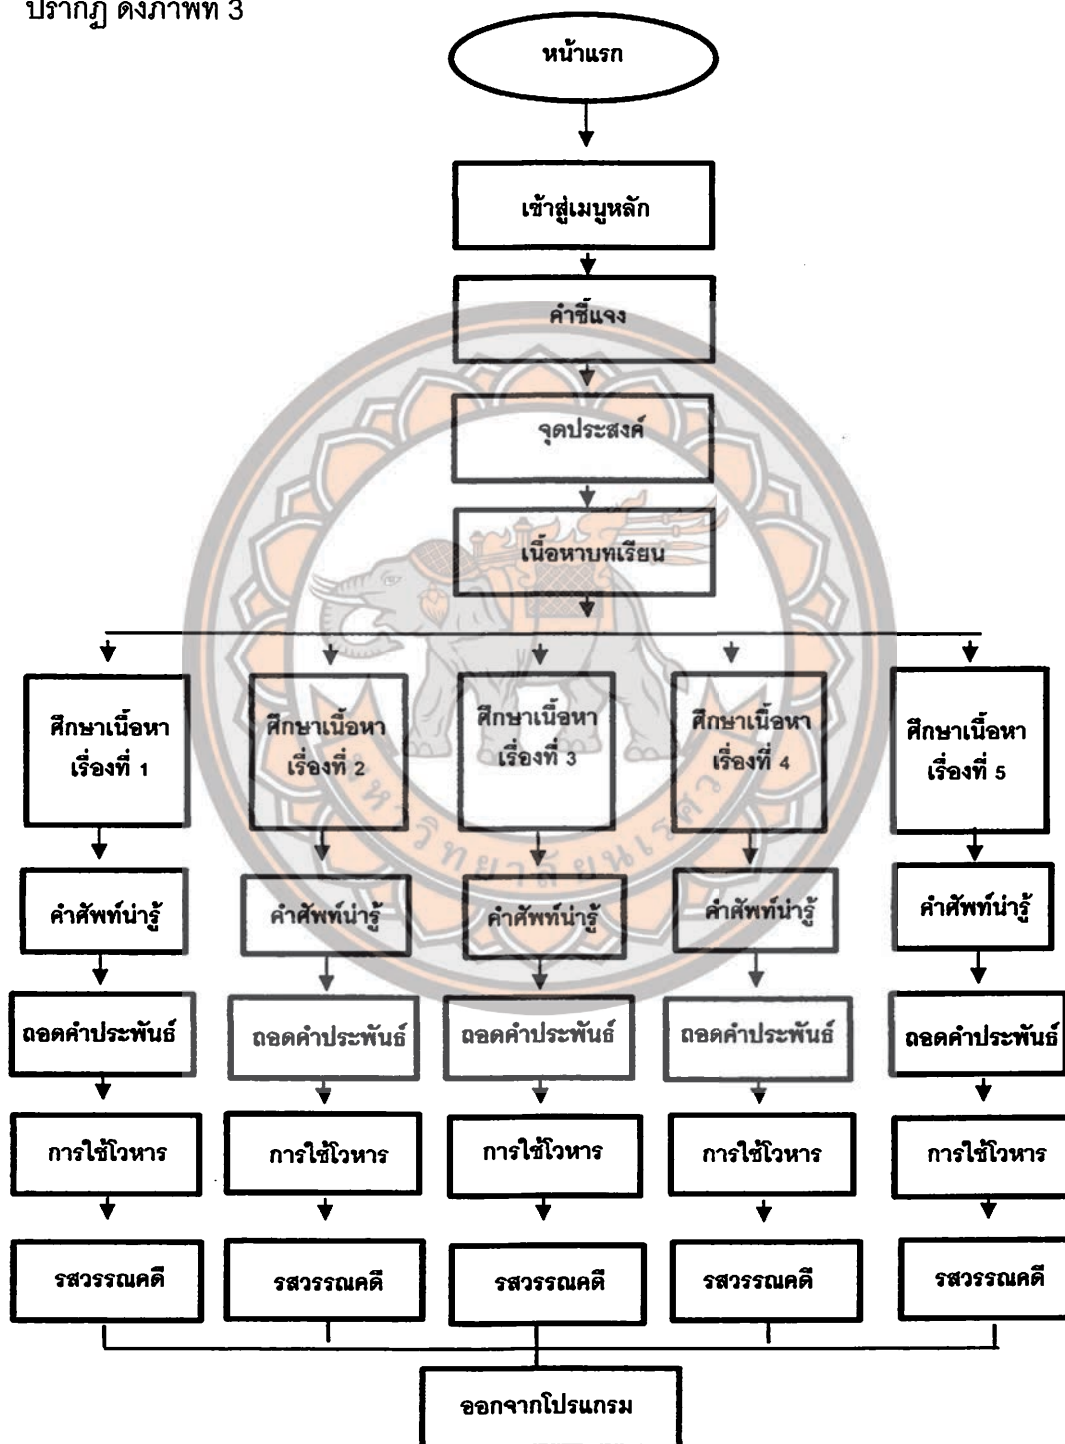 ปรากฏ ดังภาพที่ 3
หน้าแรก
เข้าสู่เมนูหลัก
คำชี้แจง
จุดประสงค์
เนื้อหาบทเรียน
ศึกษาเนื้อหา
เรื่องที่ 1
ศึกษาเนื้อหา
เรื่องที่ 2
ศึกษาเนื้อหา
เรื่องที่ 3
ศึกษาเนื้อหา
เรื่องที่ 4
ศึกษาเนื้อหา
เรื่องที่ 5
มหาวิทยาลัยนเรศวร
คำศัพท์น่ารู้
คำศัพท์น่ารู้
คำศัพท์น่ารู้
คำศัพท์น่ารู้
คำศัพท์น่ารู้
ถอดคำประพันธ์
ถอดคำประพันธ์
ถอดคำประพันธ์
ถอดคำประพันธ์
ถอดคำประพันธ์
การใช้โวหาร
การใช้โวหาร
การใช้โวหาร
การใช้โวหาร
การใช้โวหาร
รสวรรณคดี
รสวรรณคดี
รสวรรณคดี
รสวรรณคดี
รสวรรณคดี
ออกจากโปรแกรม